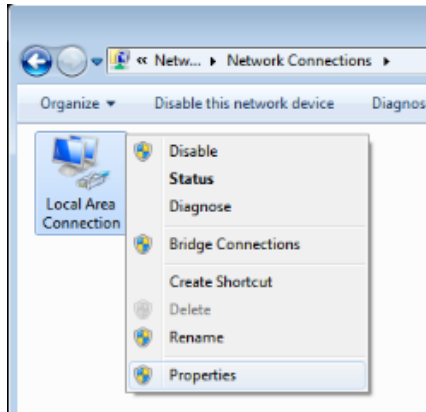 « Netw... ▸ Network Connections ▸
Organize ▾ Disable this network device Diagnos
Local Area
Connection
Disable
Status
Diagnose
Bridge Connections
Create Shortcut
Delete
Rename
Properties